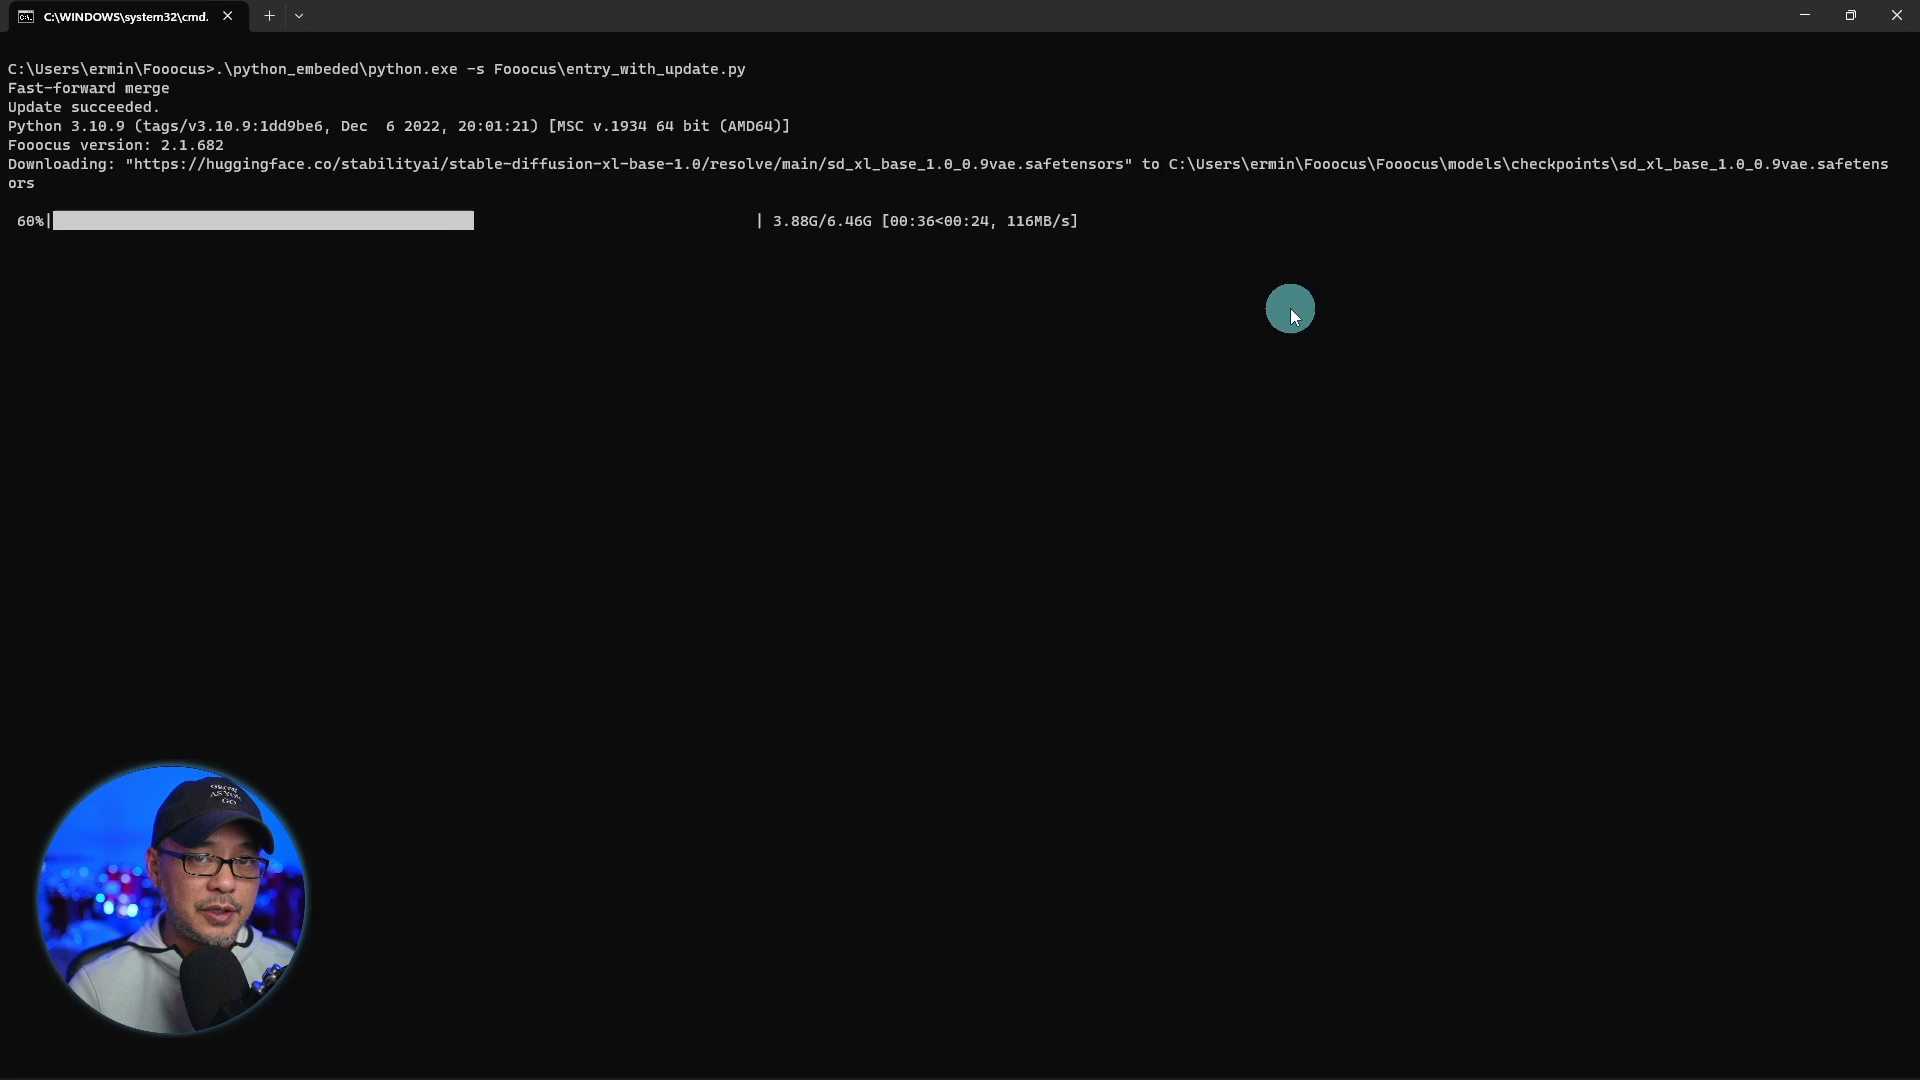 C:\WINDOWS\system32\cmd.
C:\Users\ermin\Fooocus>.\python_embeded\python.exe -s Fooocus\entry_with_update.py
Fast-forward merge
Update succeeded.
Python 3.10.9 (tags/v3.10.9:1dd9be6, Dec  6 2022, 20:01:21) [MSC v.1934 64 bit (AMD64)]
Fooocus version: 2.1.682
Downloading: "https://huggingface.co/stabilityai/stable-diffusion-xl-base-1.0/resolve/main/sd_xl_base_1.0_0.9vae.safetensors" to C:\Users\ermin\Fooocus\Fooocus\models\checkpoints\sd_xl_base_1.0_0.9vae.safetens
ors
60%| | 3.88G/6.46G [00:36<00:24, 116MB/s]
AS YOU
GO